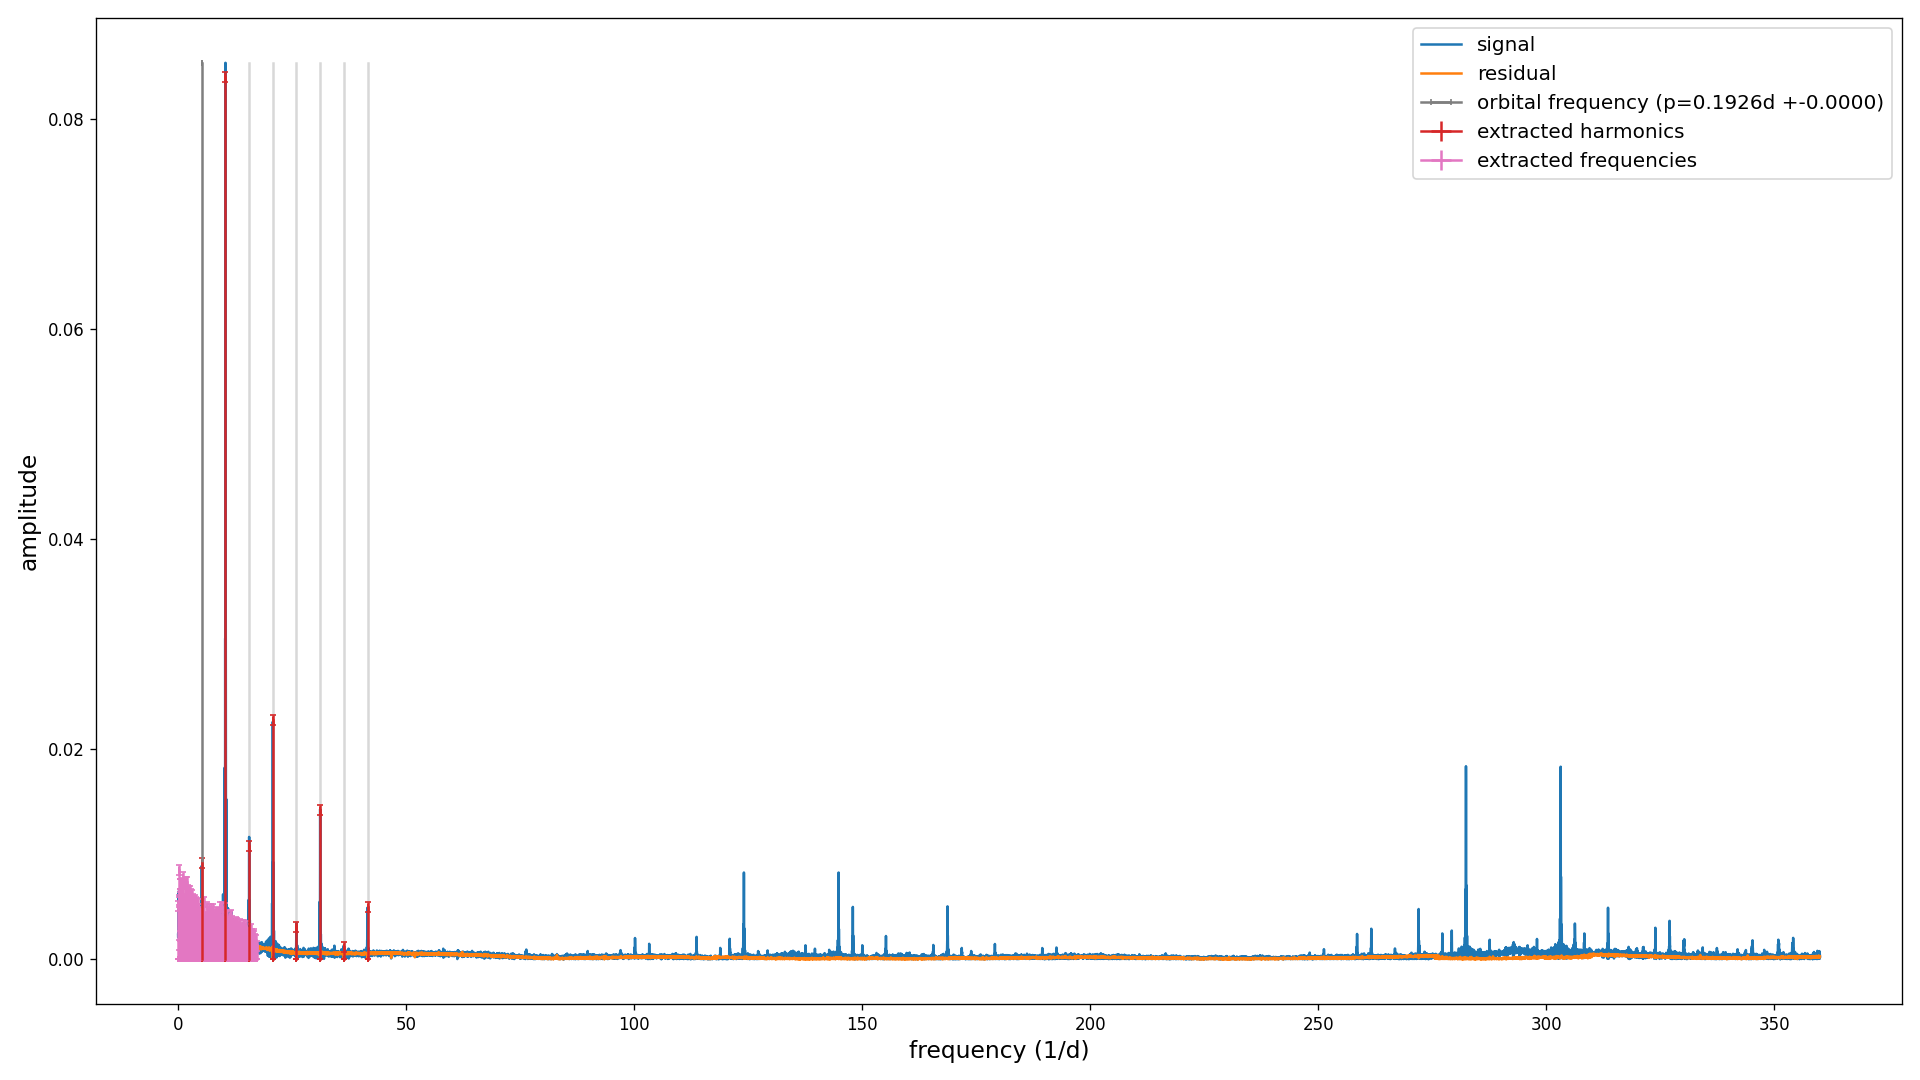 signal
residual
orbital frequency (p=0.1926d +-0.0000)
extracted harmonics
extracted frequencies
0.08
0.06
0.04
0.02
0.00
amplitude
0 50 100 150 200 250 300 350
frequency (1/d)